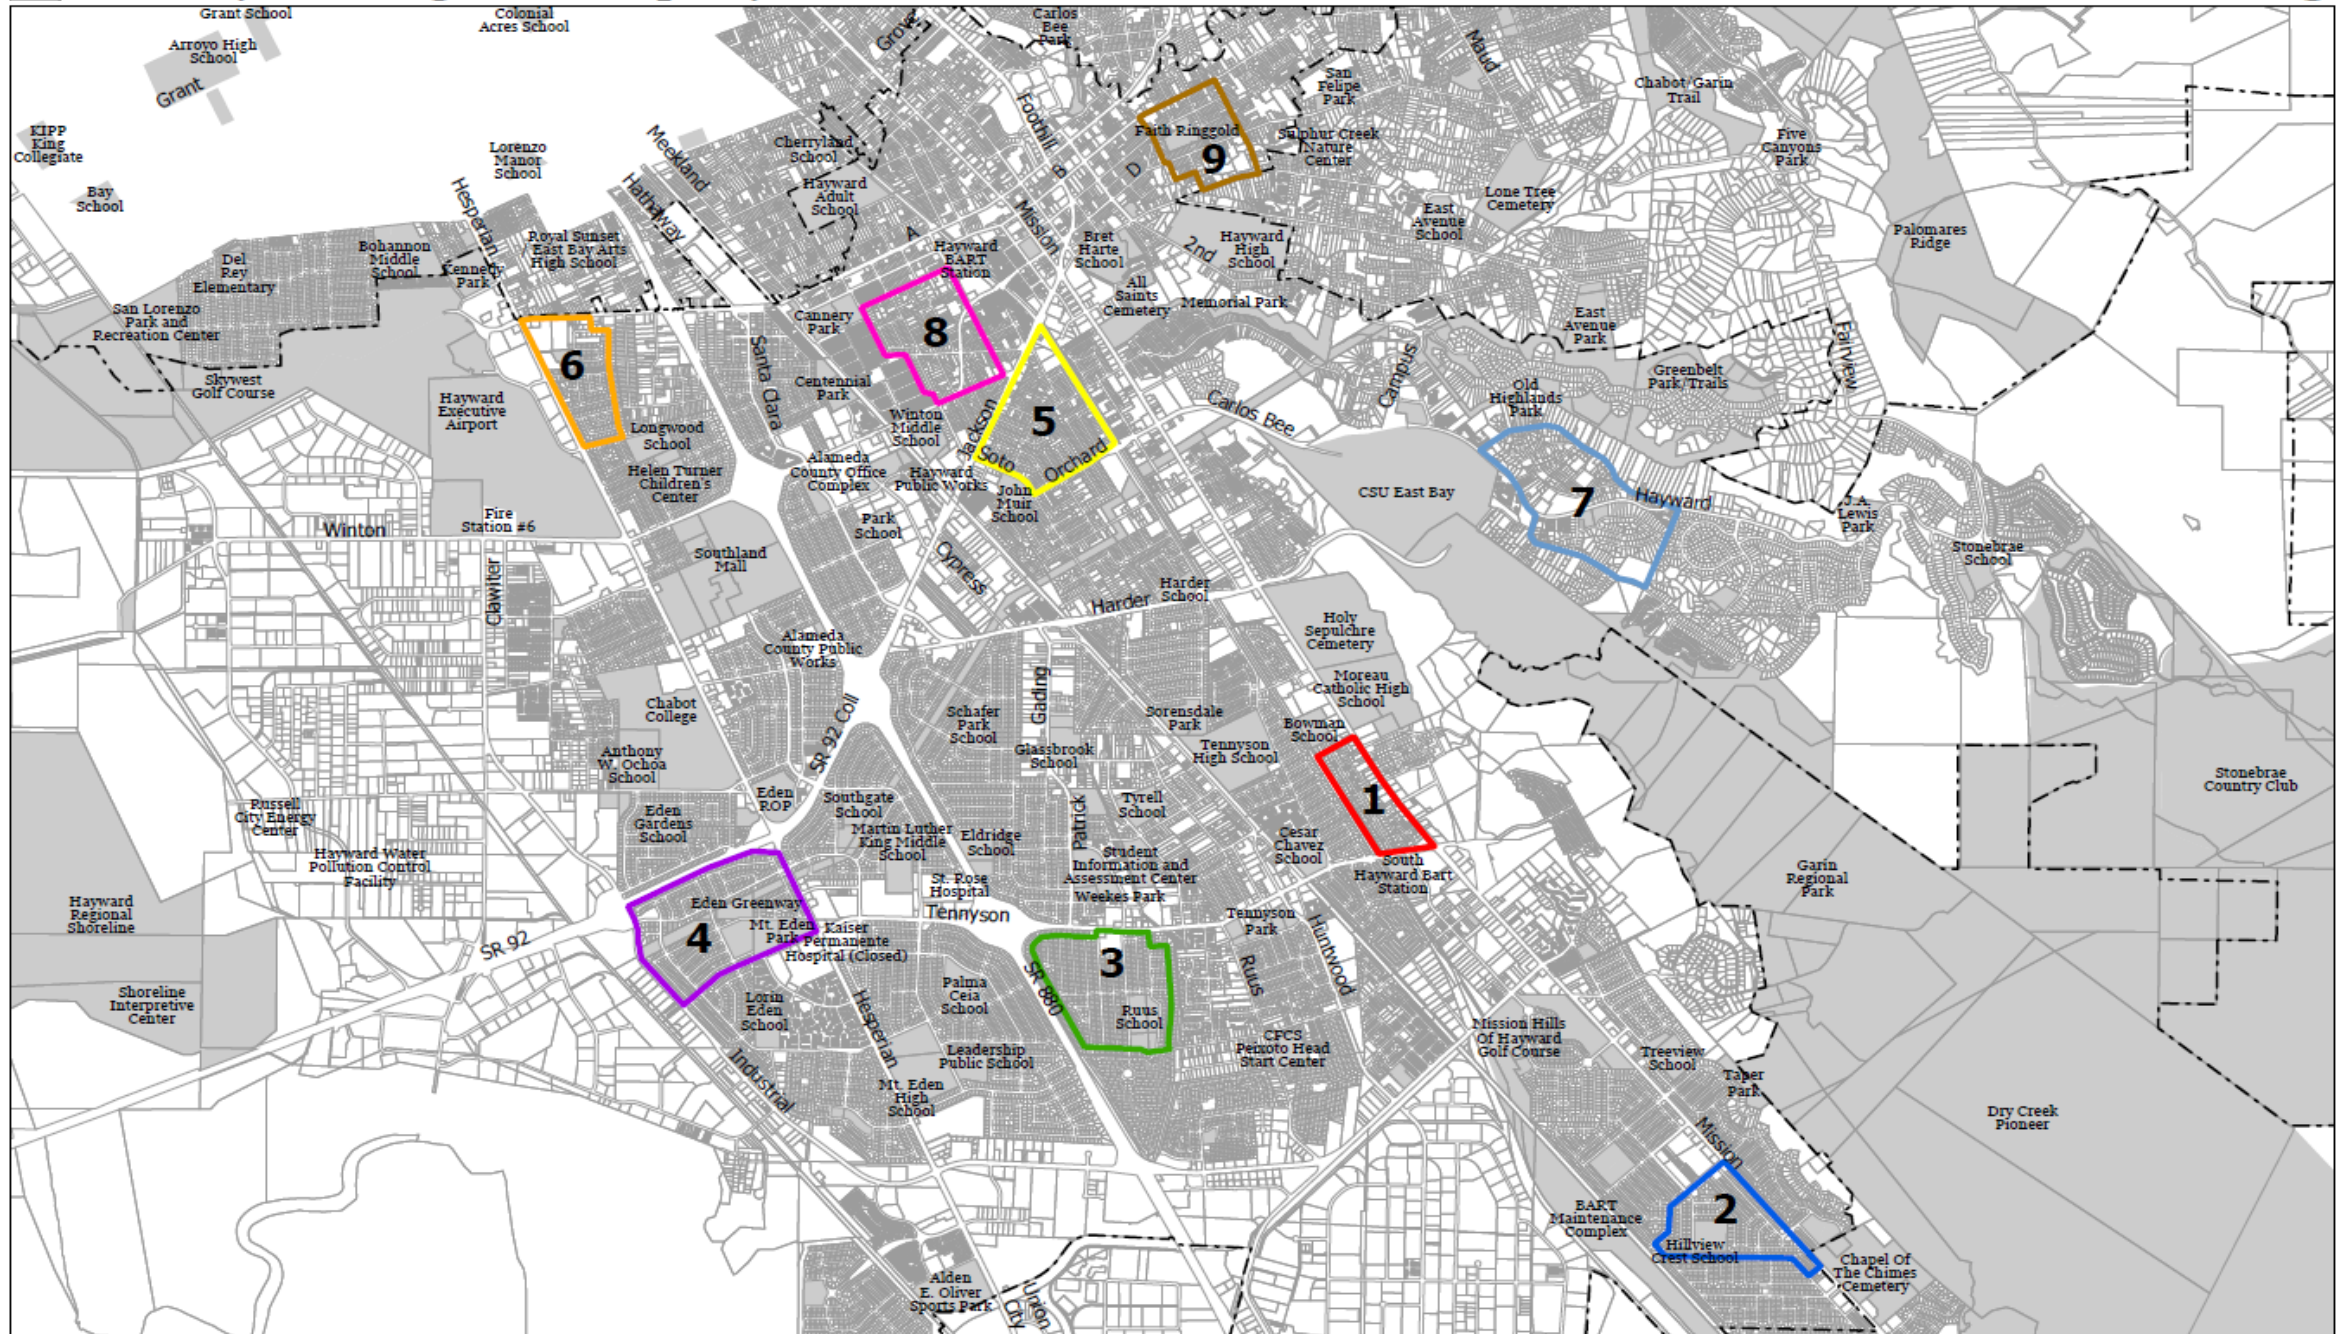 Grant School
Colonial
Acres School
Carlos
Bee
Park
Arroyo High
School
Grant
Grove
Maud
San
Felipe
Park
Chabot/Garin
Trail
KIPP
King
Collegiate
Lorenzo
Manor
School
Meekland
Cherryland
School
Foothill
B
D
Faith Ringgold
9
Sulphur Creek
Nature
Center
Five
Canyons
Park
Bay
School
Hesperian
Hathaway
Hayward
Adult
School
Mission
Lone Tree
Cemetery
East
Avenue
School
Palomares
Ridge
Del
Rey
Elementary
Bohannon
Middle
School
Kennedy
Park
Royal Sunset
East Bay Arts
High School
A
Hayward
BART
Station
Bret
Harte
School
2nd
Hayward
High
School
San Lorenzo
Park and
Recreation Center
Cannery
Park
8
All
Saints
Cemetery
Memorial Park
East
Avenue
Park
Fairview
Skywest
Golf Course
6
Santa Clara
Centennial
Park
Campus
Old
Highlands
Park
Greenbelt
Park/Trails
Hayward
Executive
Airport
Longwood
School
Winton
Middle
School
Jackson
5
Carlos Bee
Helen Turner
Children's
Center
Alameda
County Office
Complex
Hayward
Public Works
Soto
Orchard
John
Muir
School
CSU East Bay
7
Hayward
J.A.
Lewis
Park
Winton
Fire
Station #6
Southland
Mall
Park
School
Cypress
Stonebrae
School
Clawiter
Harder
Harder
School
Alameda
County Public
Works
Holy
Sepulchre
Cemetery
Chabot
College
SR 92 Coll
Schafer
Park
School
Gading
Sorensdale
Park
Moreau
Catholic High
School
Bowman
School
Anthony
W. Ochoa
School
Glassbrook
School
Tennyson
High School
Stonebrae
Country Club
Russell
City Energy
Center
Eden
Gardens
School
Eden
ROP
Southgate
School
Martin Luther
King Middle
School
Eldridge
School
Patrick
Tyrell
School
1
Cesar
Chavez
School
Hayward Water
Pollution Control
Facility
Student
Information and
Assessment Center
South
Hayward Bart
Station
Garin
Regional
Park
Hayward
Regional
Shoreline
St. Rose
Hospital
Weekes Park
Eden Greenway
Tennyson
Tennyson
Park
SR 92
4
Mt. Eden
Park
Kaiser
Permanente
Hospital (Closed)
3
Huntwood
Ruus
Shoreline
Interpretive
Center
Lorin
Eden
School
Hesperian
Palma
Ceia
School
SR 880
Ruus
School
Mission Hills
Of Hayward
Golf Course
Industrial
Leadership
Public School
CFCS
Peixoto Head
Start Center
Treeview
School
Taper
Park
Mt. Eden
High
School
Dry Creek
Pioneer
Mission
BART
Maintenance
Complex
2
Hillview
Crest School
Chapel Of
The Chimes
Cemetery
Alden
E. Oliver
Sports Park
Union
City